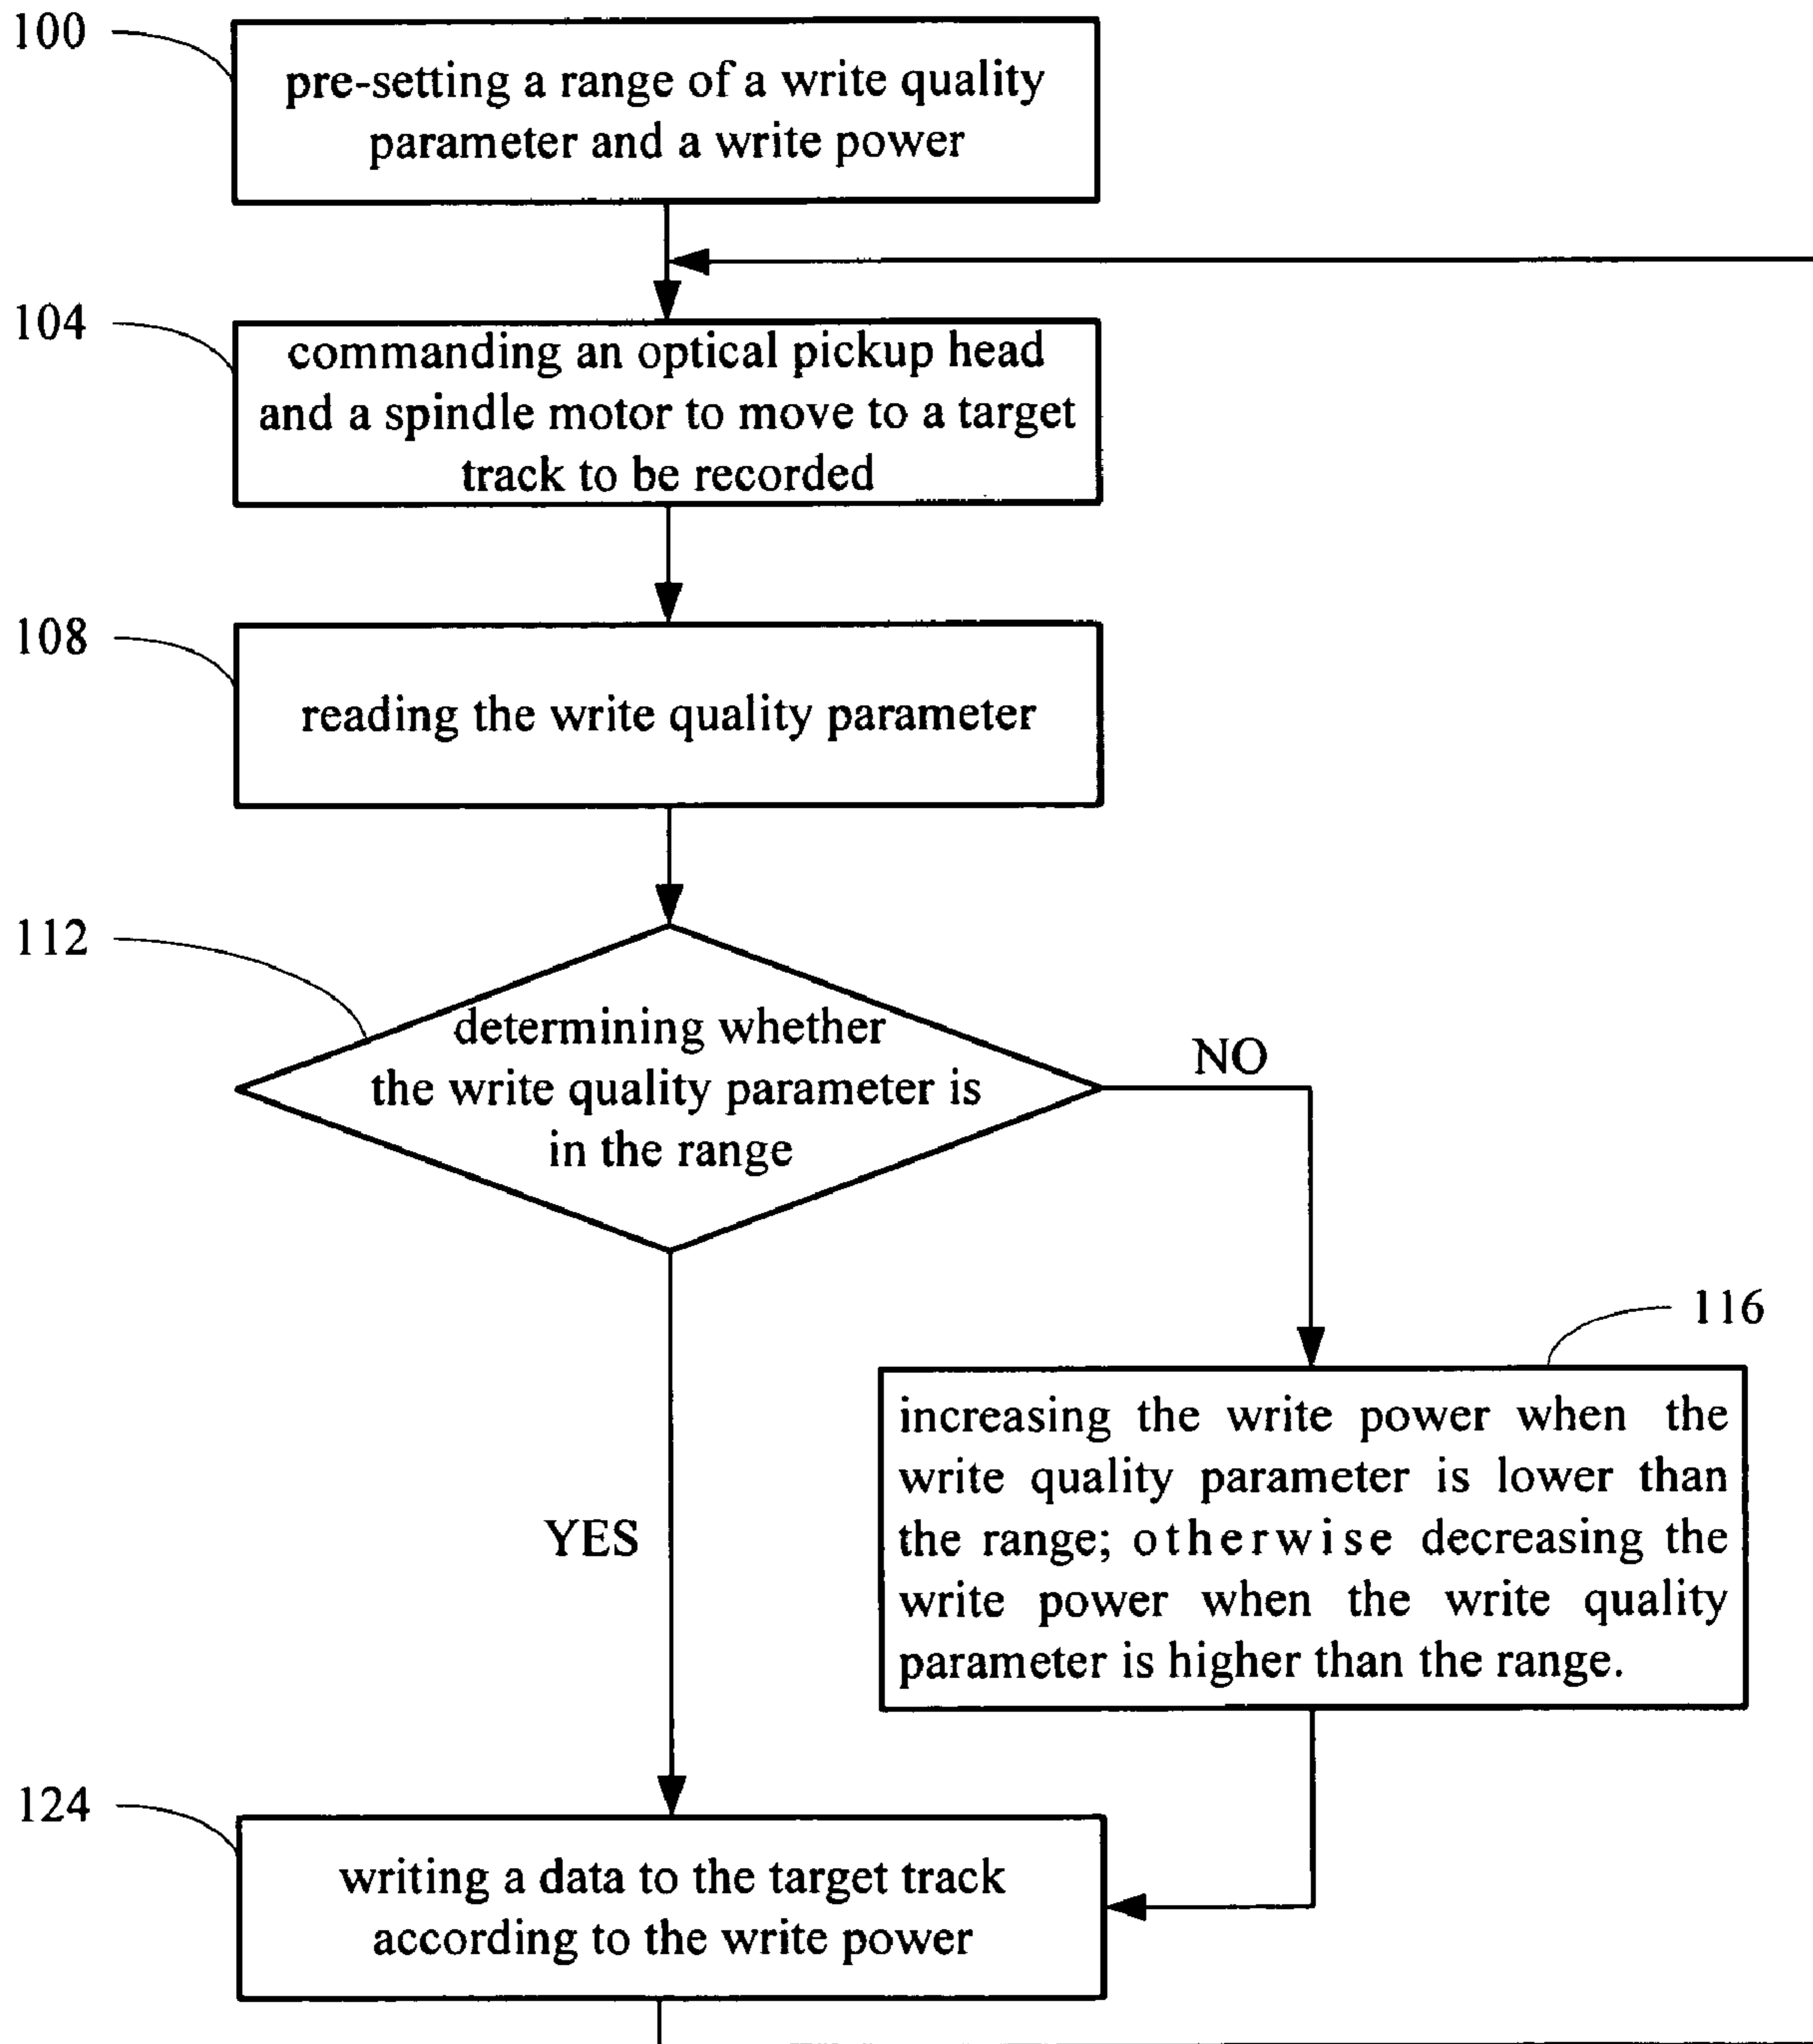 100
pre-setting a range of a write quality
parameter and a write power
104
commanding an optical pickup head
and a spindle motor to move to a target
track to be recorded
108
reading the write quality parameter
112
determining whether
the write quality parameter is
in the range
NO
116
increasing the write power when the
write quality parameter is lower than
the range; otherwise decreasing the
write power when the write quality
parameter is higher than the range.
YES
124
writing a data to the target track
according to the write power